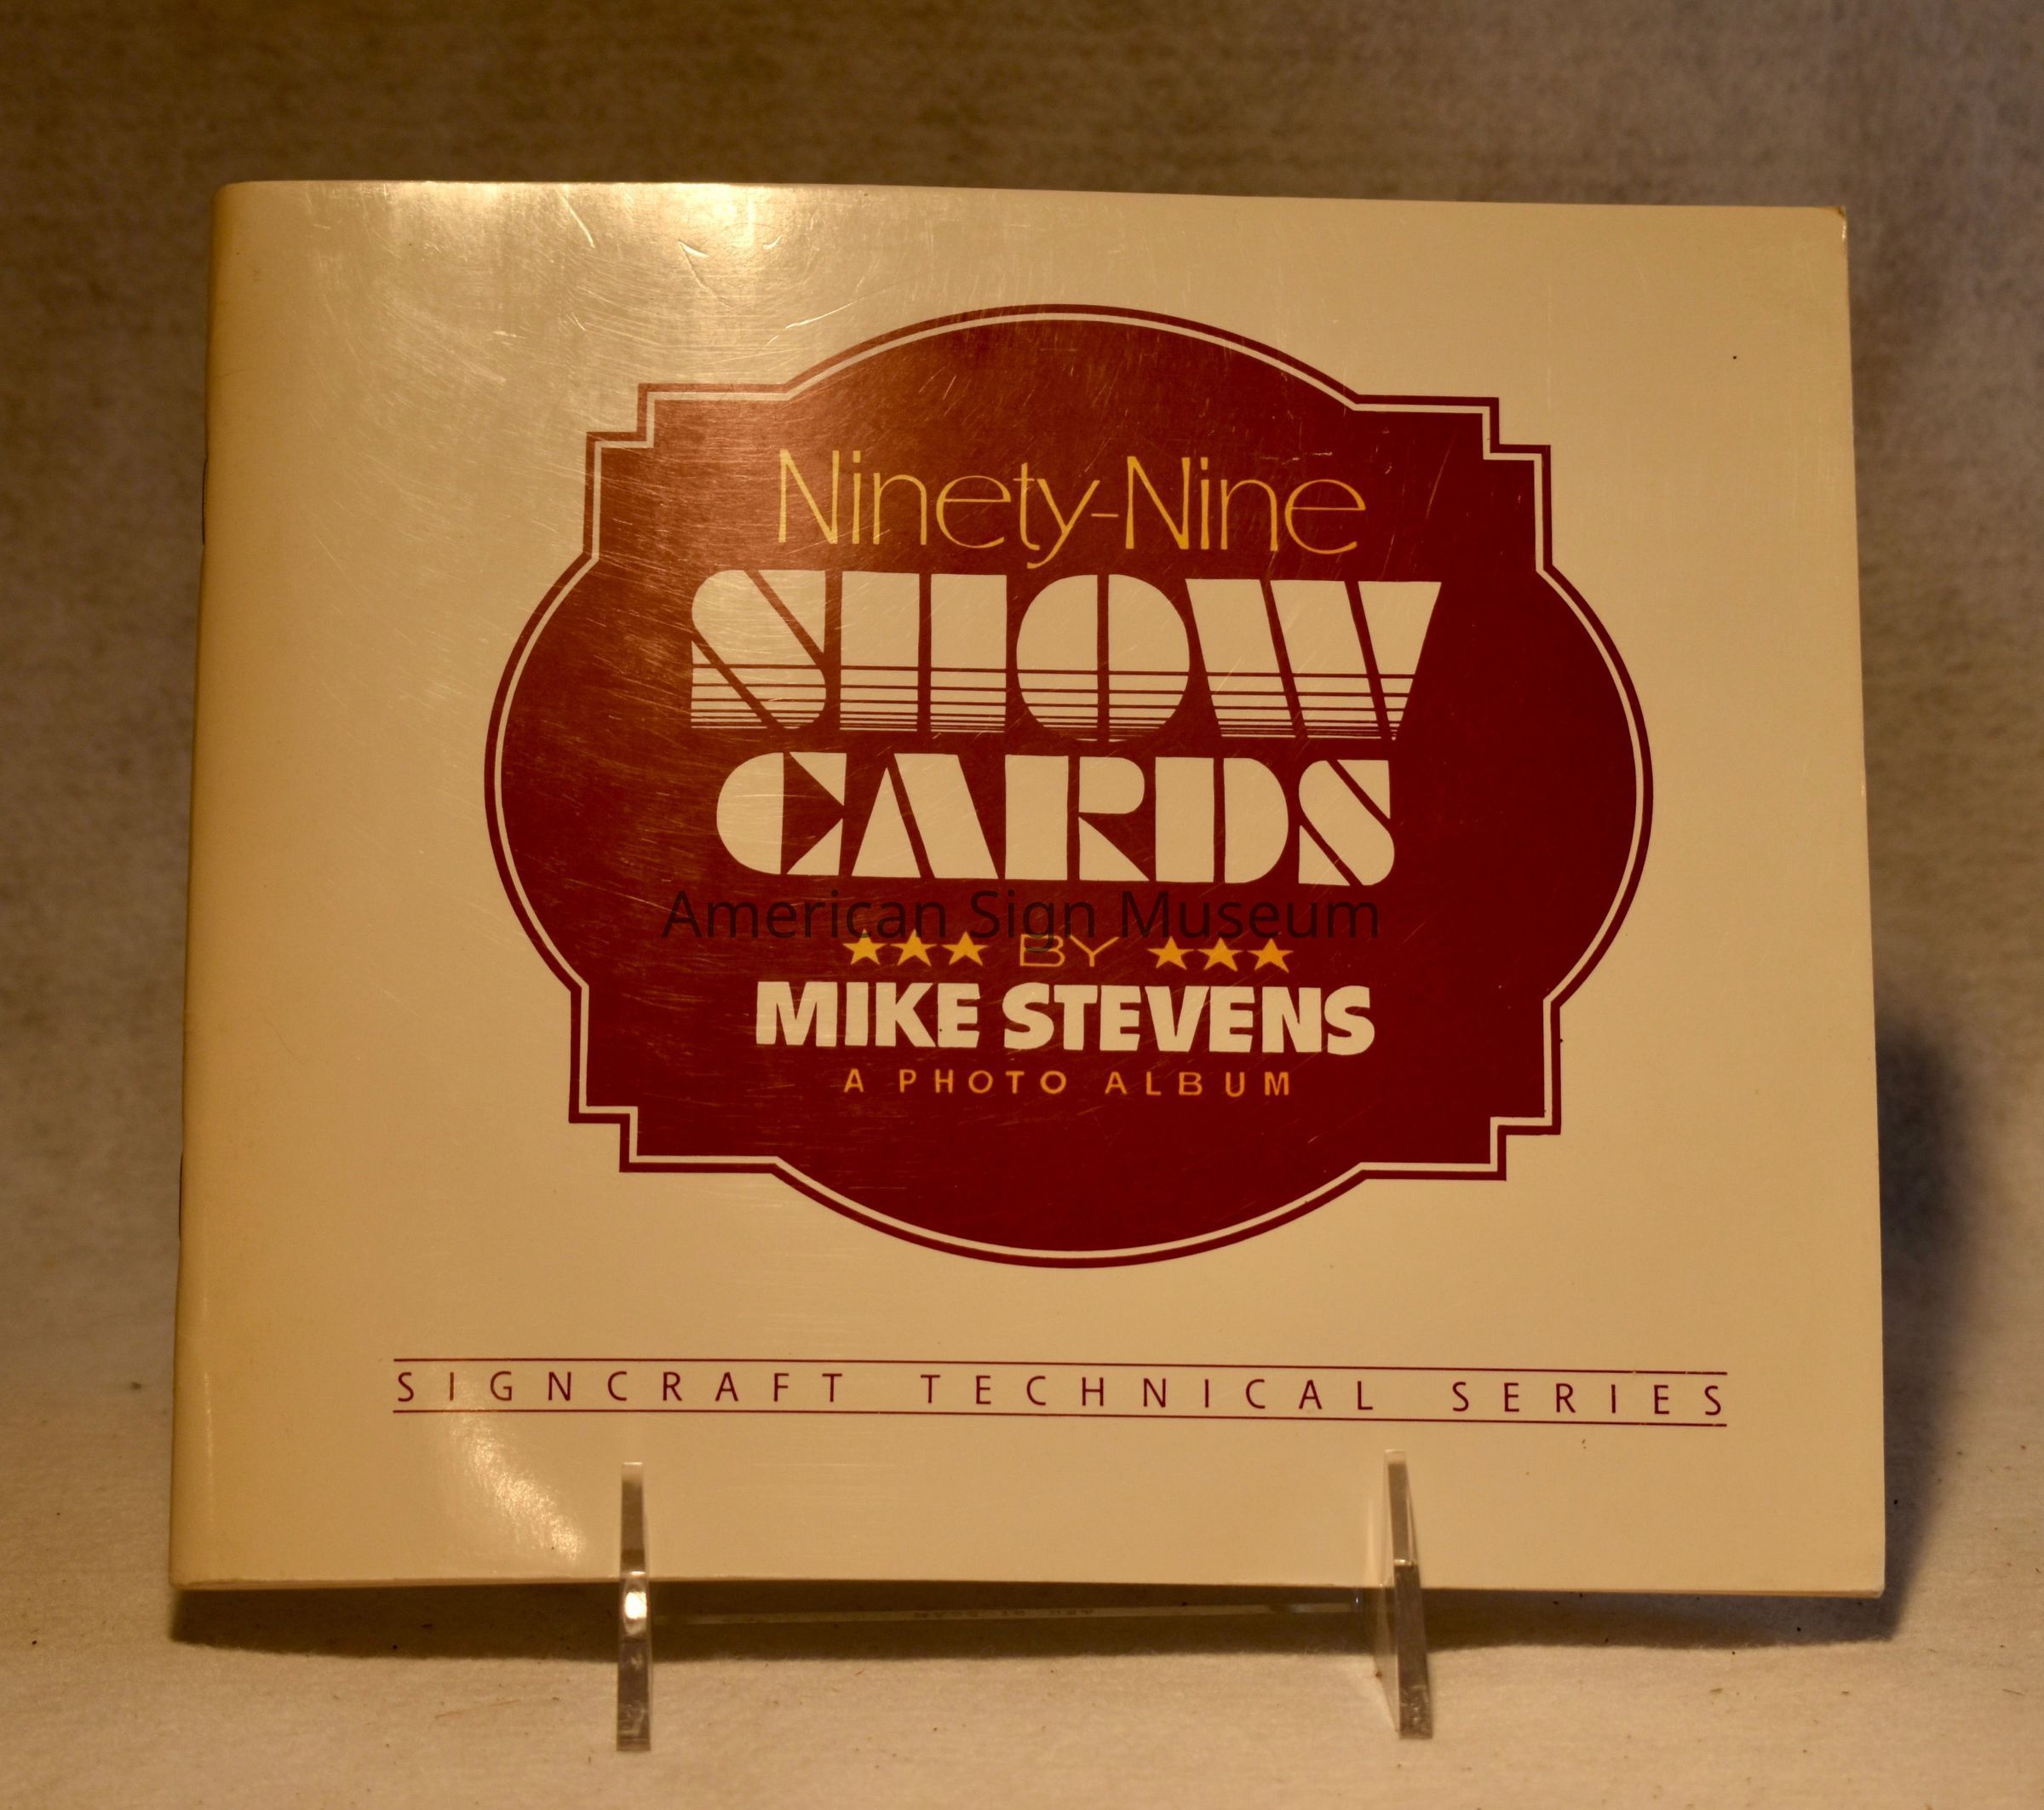 Ninety-Nine
SHOW
CARDS
American Sign Museum
★★★ BY ★★★
MIKE STEVENS
A PHOTO ALBUM
SIGNCRAFT TECHNICAL SERIES